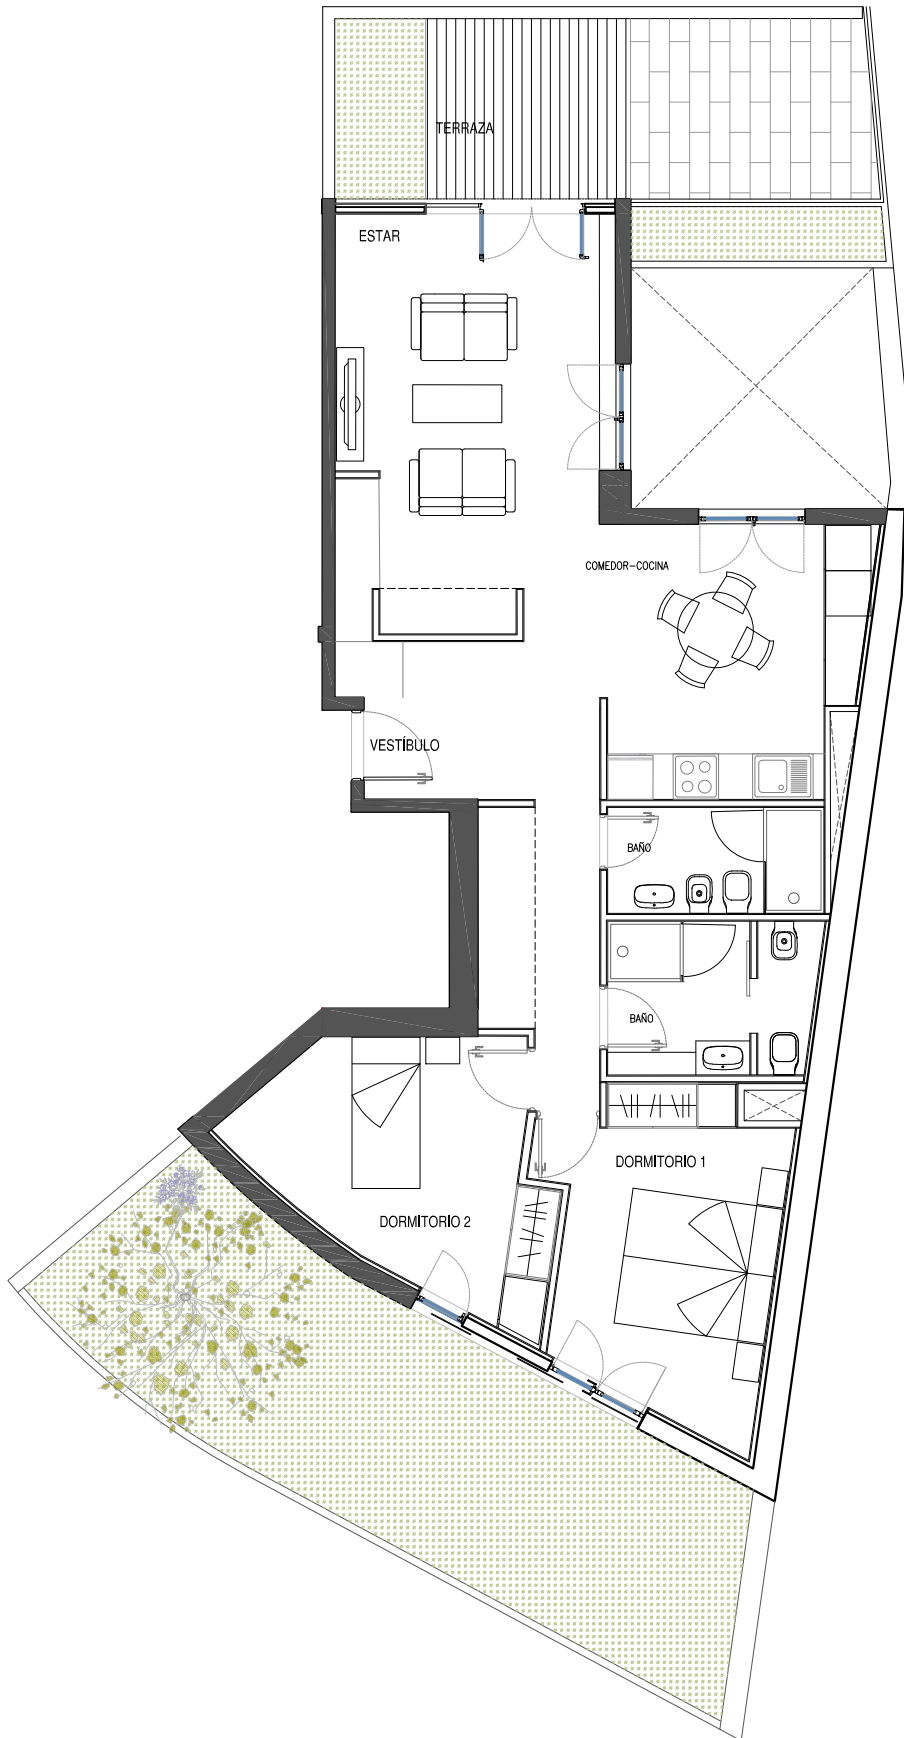 TERRAZA
ESTAR
COMEDOR-COCINA
VESTÍBULO
BAÑO
BAÑO
DORMITORIO 1
DORMITORIO 2